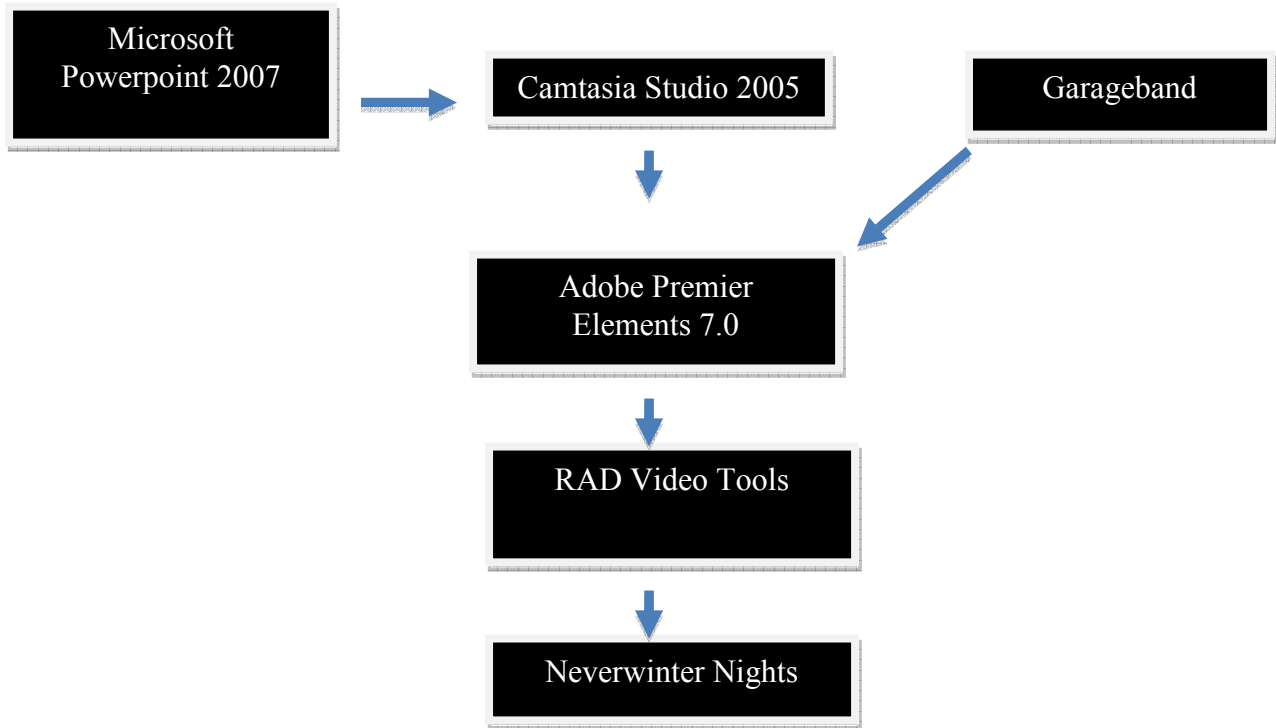 Microsoft
Powerpoint 2007
Camtasia Studio 2005
Garageband
Adobe Premier
Elements 7.0
RAD Video Tools
Neverwinter Nights